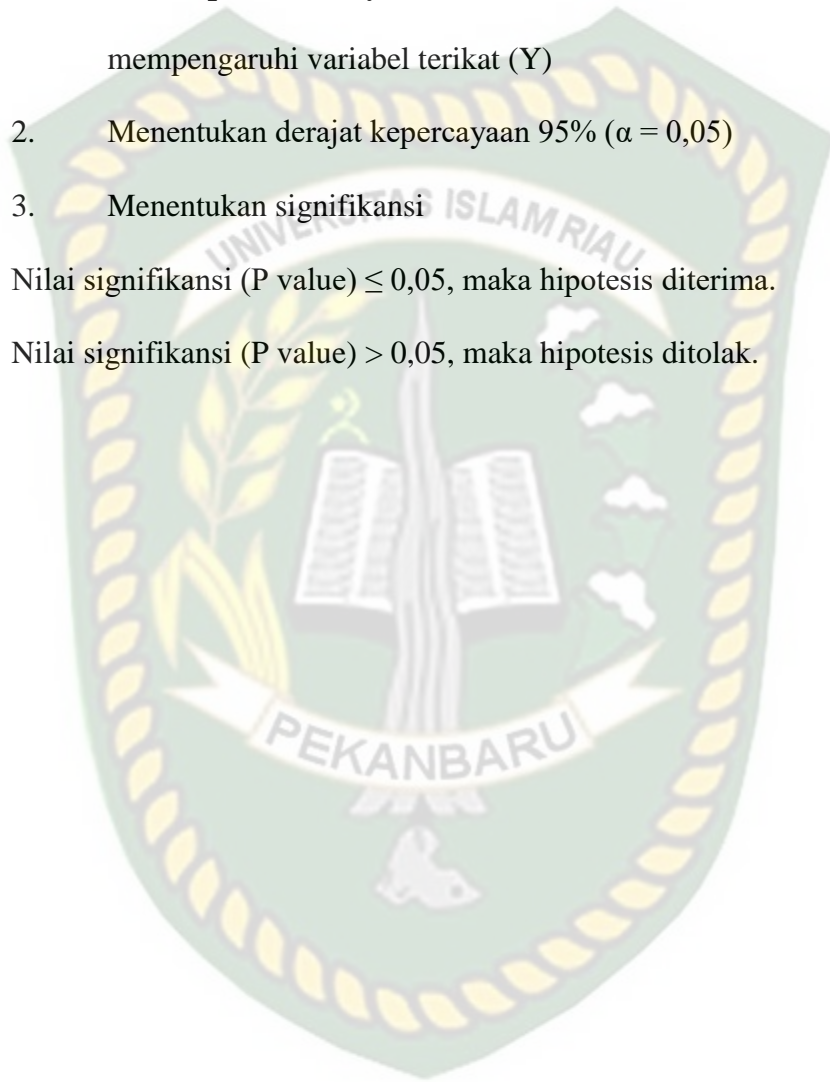 mempengaruhi variabel terikat (Y)
2. Menentukan derajat kepercayaan 95% (α = 0,05)
UNIVERSITAS ISLAM RIAU
3. Menentukan signifikansi
Nilai signifikansi (P value) ≤ 0,05, maka hipotesis diterima.
Nilai signifikansi (P value) > 0,05, maka hipotesis ditolak.
PEKANBARU